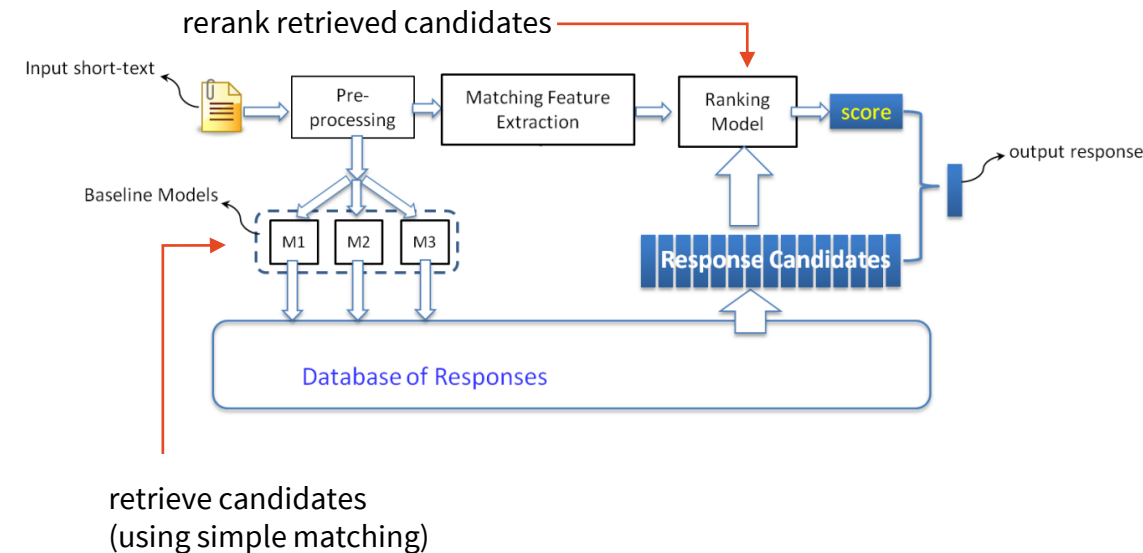 rerank retrieved candidates
Input short-text
Pre-
processing
Matching Feature
Extraction
Ranking
Model
score
output response
Baseline Models
M1
M2
M3
Response Candidates
Database of Responses
retrieve candidates
(using simple matching)